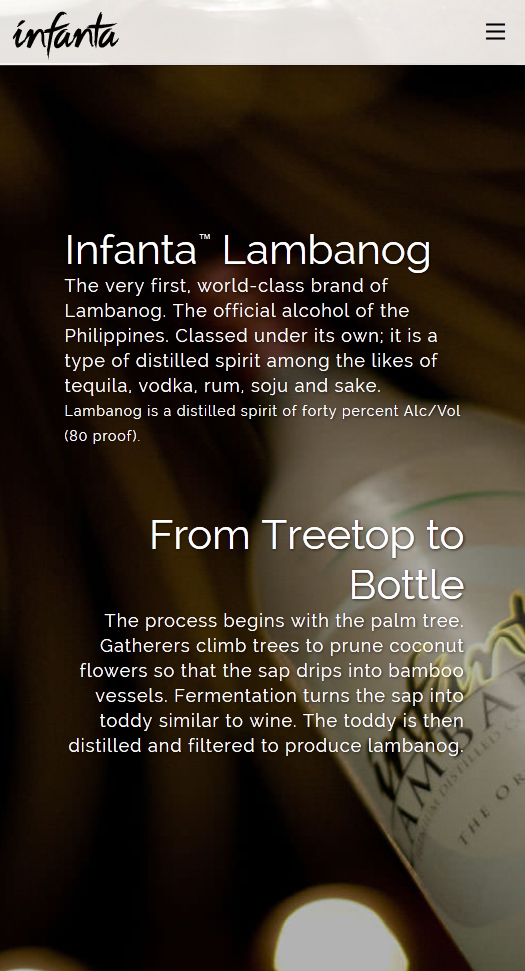 infanta
Infanta™ Lambanog
The very first, world-class brand of
Lambanog. The official alcohol of the
Philippines. Classed under its own; it is a
type of distilled spirit among the likes of
tequila, vodka, rum, soju and sake.
Lambanog is a distilled spirit of forty percent Alc/Vol
(80 proof).
From Treetop to
Bottle
The process begins with the palm tree.
Gatherers climb trees to prune coconut
flowers so that the sap drips into bamboo
vessels. Fermentation turns the sap into
toddy similar to wine. The toddy is then
distilled and filtered to produce lambanog.
THE OR